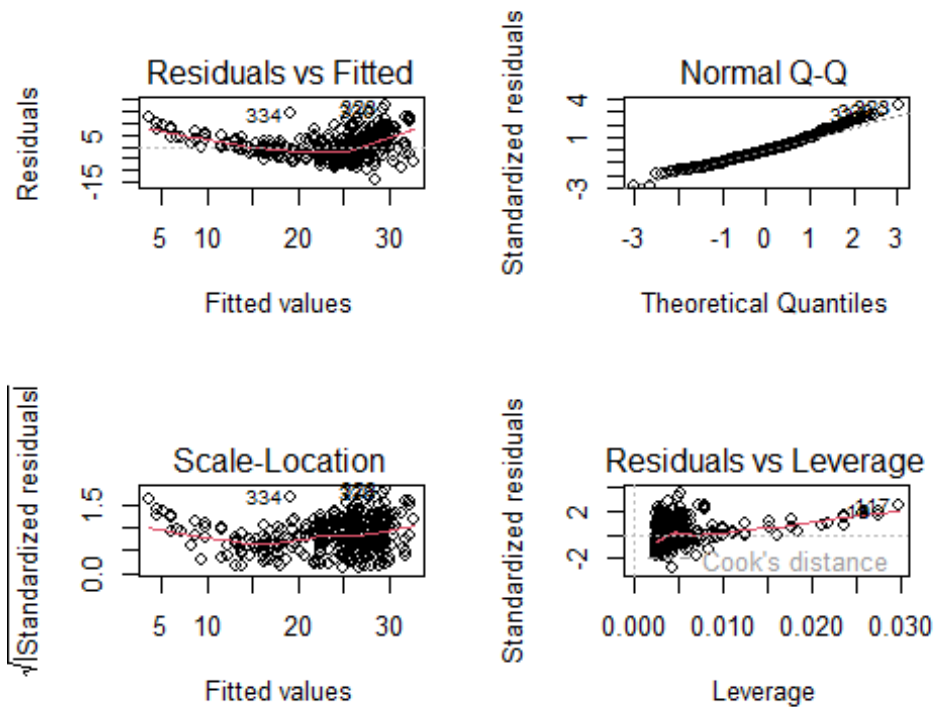 Residuals vs Fitted
Residuals
5
-15
334
5 10 20 30
Fitted values
Normal Q-Q
Standardized residuals
4
1
-3
-3 -1 0 1 2 3
Theoretical Quantiles
Scale-Location
√|Standardized residuals|
1.5
0.0
334
5 10 20 30
Fitted values
Residuals vs Leverage
Standardized residuals
2
-2
117
Cook's distance
0.000 0.010 0.020 0.030
Leverage